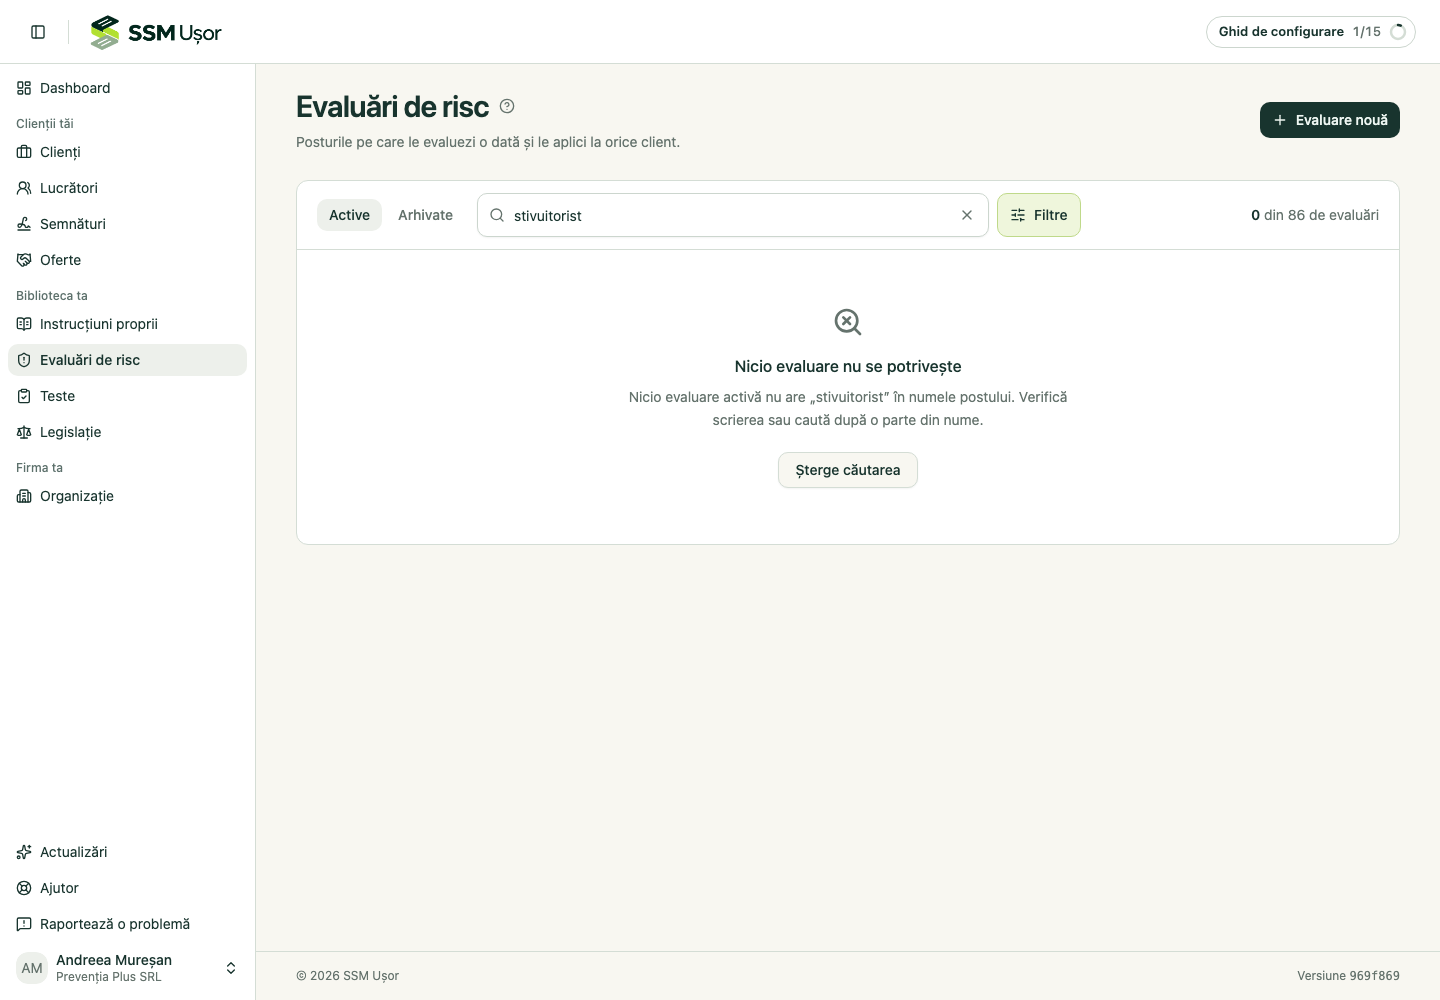 SSM Ușor
Ghid de configurare 1/15
Dashboard
Clienții tăi
Clienți
Lucrători
Semnături
Oferte
Biblioteca ta
Instrucțiuni proprii
Evaluări de risc
Teste
Legislație
Firma ta
Organizație
Actualizări
Ajutor
Raportează o problemă
AM
Andreea Mureșan
Prevenția Plus SRL
Evaluări de risc
Posturile pe care le evaluezi o dată și le aplici la orice client.
Evaluare nouă
Active
Arhivate
stivuitorist
Filtre
0 din 86 de evaluări
Nicio evaluare nu se potrivește
Nicio evaluare activă nu are „stivuitorist” în numele postului. Verifică
scrierea sau caută după o parte din nume.
Șterge căutarea
© 2026 SSM Ușor
Versiune 969f869